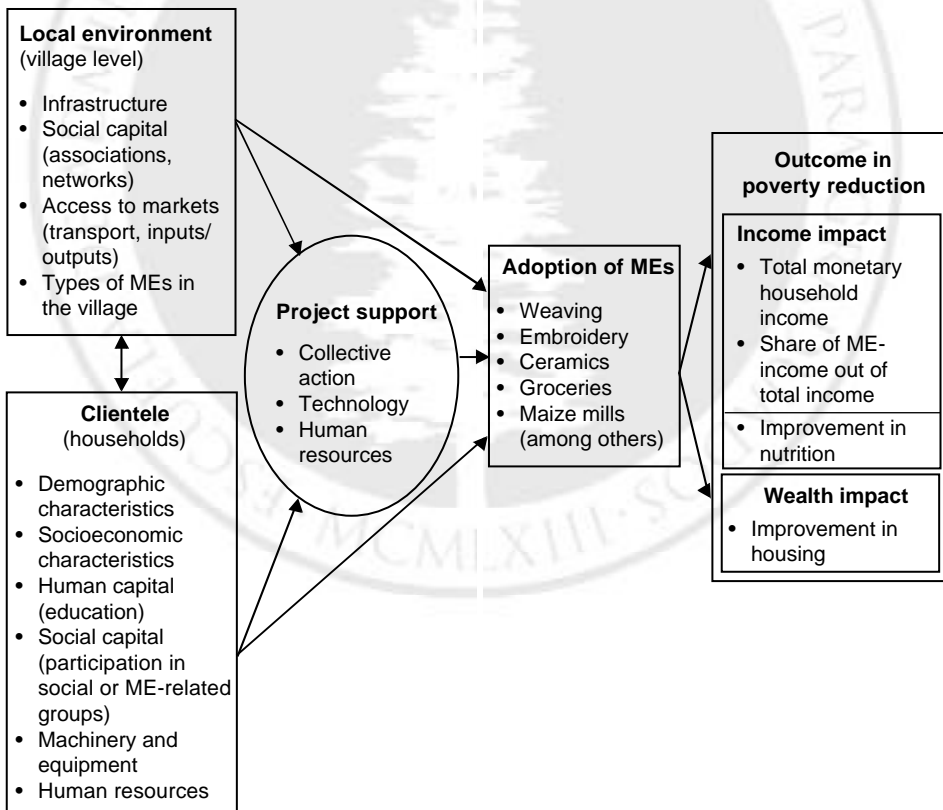 Local environment
(village level)
• Infrastructure
• Social capital
(associations,
networks)
• Access to markets
(transport, inputs/
outputs)
• Types of MEs in
the village
Clientele
(households)
• Demographic
characteristics
• Socioeconomic
characteristics
• Human capital
(education)
• Social capital
(participation in
social or ME-related
groups)
• Machinery and
equipment
• Human resources
Project support
• Collective
action
• Technology
• Human
resources
Adoption of MEs
• Weaving
• Embroidery
• Ceramics
• Groceries
• Maize mills
(among others)
Outcome in
poverty reduction
Income impact
• Total monetary
household
income
• Share of ME-
income out of
total income
• Improvement in
nutrition
Wealth impact
• Improvement in
housing
MCMLXIII